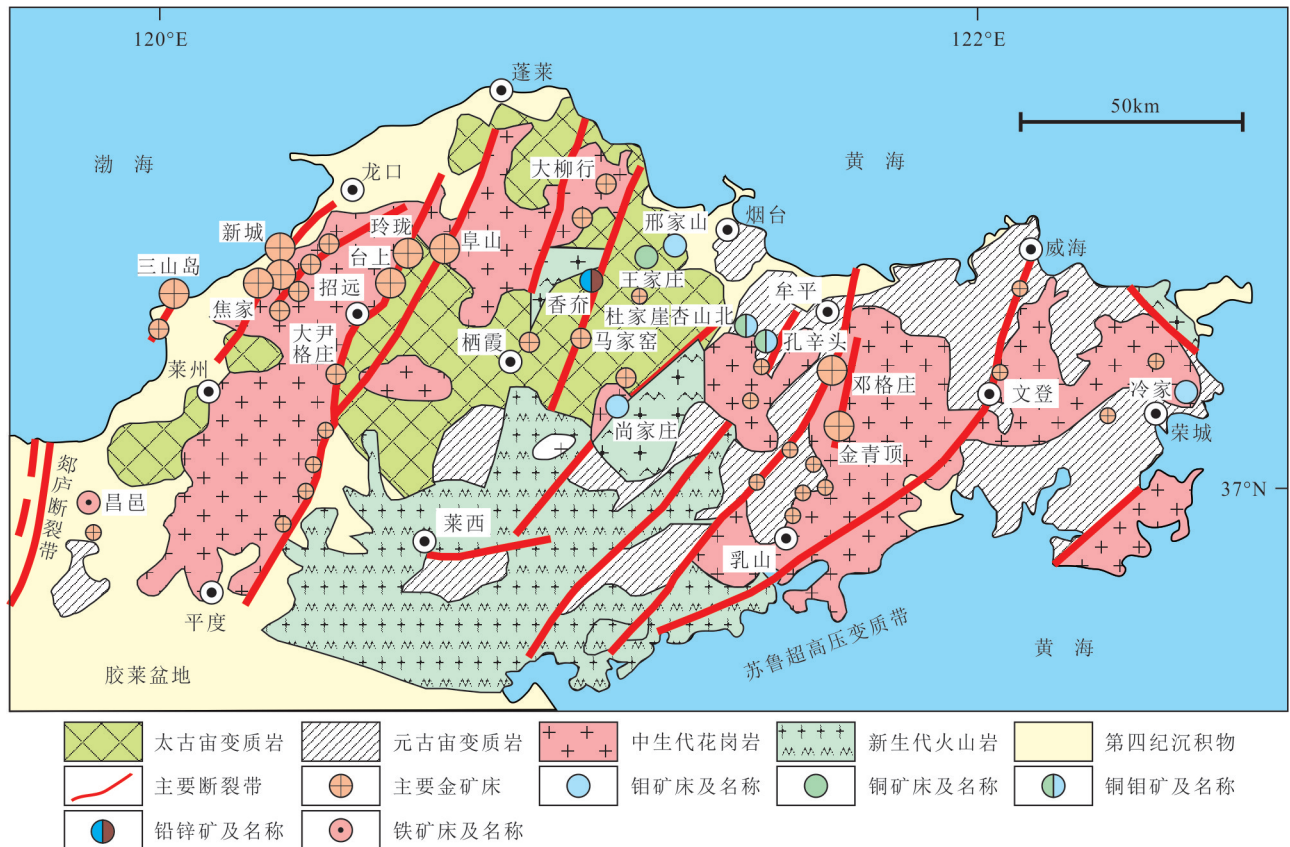 120°E
122°E
蓬莱
50km
渤 海
黄 海
龙口
大柳行
新城
玲珑
邢家山
烟台
台上
阜山
威海
三山岛
招远
王家庄
牟平
焦家
香夼
杜家崖
杏山北
大尹格庄
栖霞
马家窑
孔辛头
莱州
邓格庄
文登
冷家
尚家庄
荣城
金青顶
郯庐断裂带
昌邑
37°N
莱西
乳山
平度
苏鲁超高压变质带
黄 海
胶莱盆地
太古宙变质岩
元古宙变质岩
中生代花岗岩
新生代火山岩
第四纪沉积物
主要断裂带
主要金矿床
钼矿床及名称
铜矿床及名称
铜钼矿及名称
铅锌矿及名称
铁矿床及名称